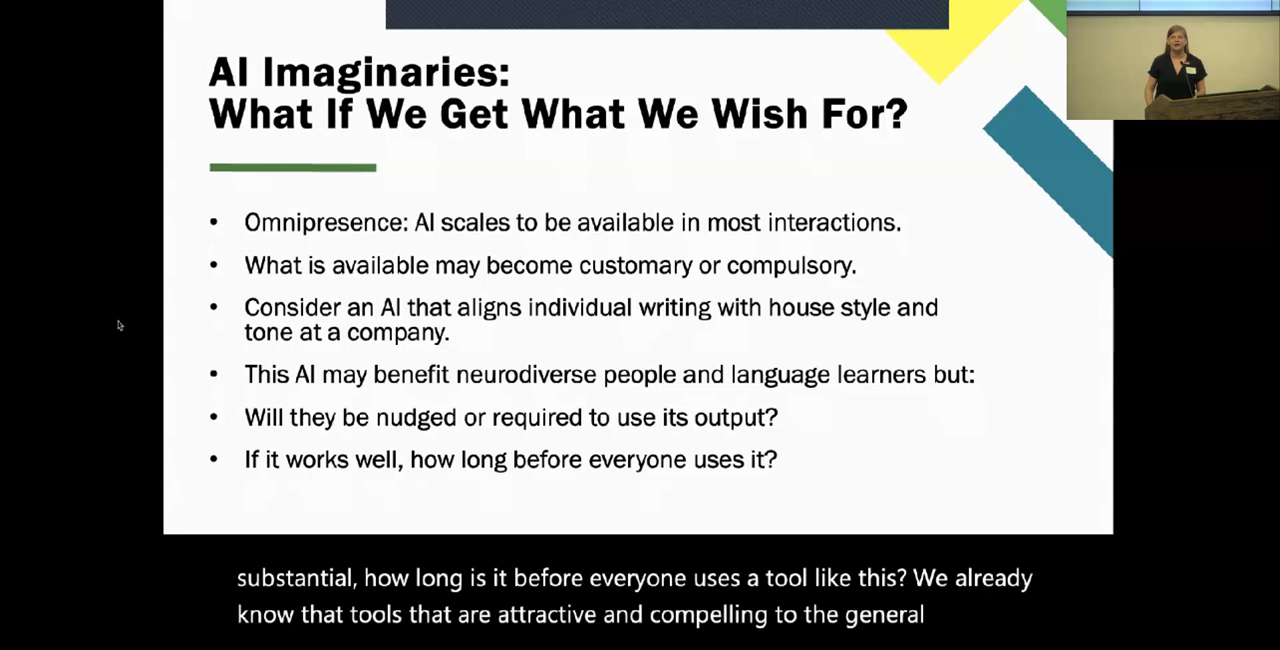 AI Imaginaries:
What If We Get What We Wish For?
• Omnipresence: AI scales to be available in most interactions.
• What is available may become customary or compulsory.
• Consider an AI that aligns individual writing with house style and
tone at a company.
• This AI may benefit neurodiverse people and language learners but:
• Will they be nudged or required to use its output?
• If it works well, how long before everyone uses it?
substantial, how long is it before everyone uses a tool like this? We already
know that tools that are attractive and compelling to the general